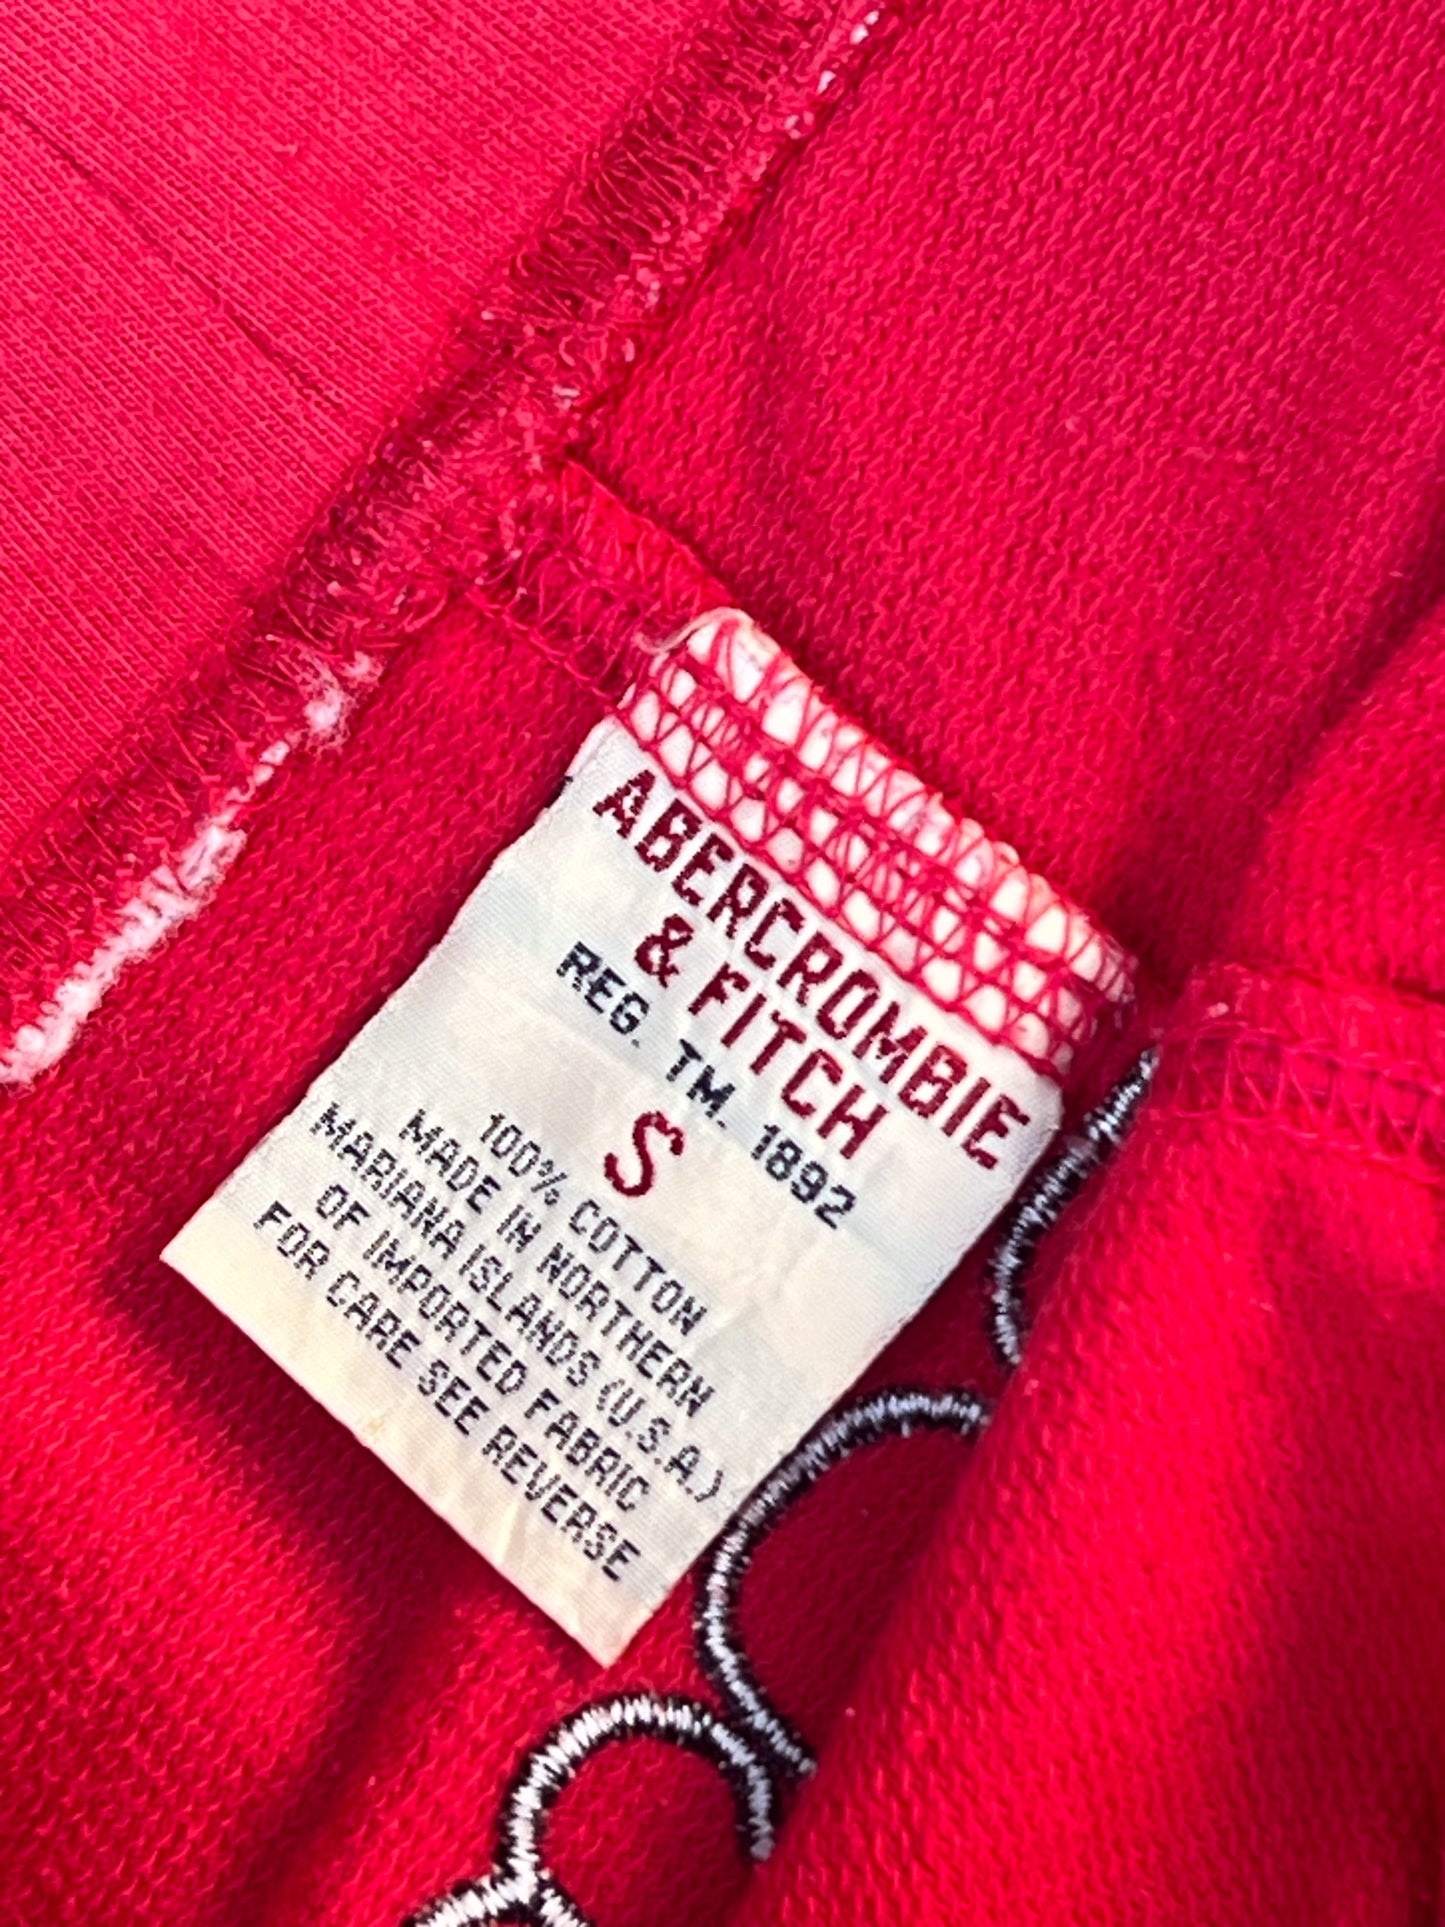 ABERCROMBIE
& FITCH
REG. TM. 1892
S
100% COTTON
MADE IN NORTHERN
MARIANA ISLANDS (U.S.A.)
OF IMPORTED FABRIC
FOR CARE SEE REVERSE